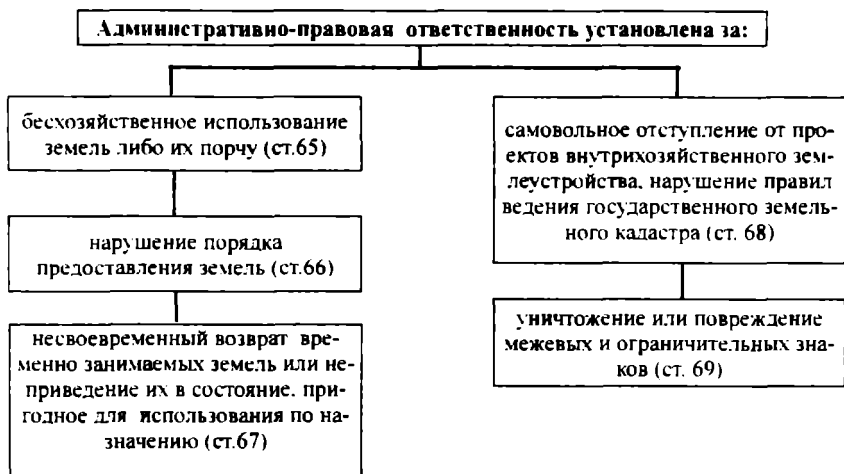 Административно-правовая ответственность установлена за:
бесхозяйственное использование
земель либо их порчу (ст.65)
нарушение порядка
предоставления земель (ст.66)
несвоевременный возврат вре-
менно занимаемых земель или не-
приведение их в состояние, при-
годное для использования по на-
значению (ст.67)
самовольное отступление от про-
ектов внутрихозяйственного зем-
леустройства, нарушение правил
ведения государственного земель-
ного кадастра (ст. 68)
уничтожение или повреждение
межевых и ограничительных зна-
ков (ст. 69)